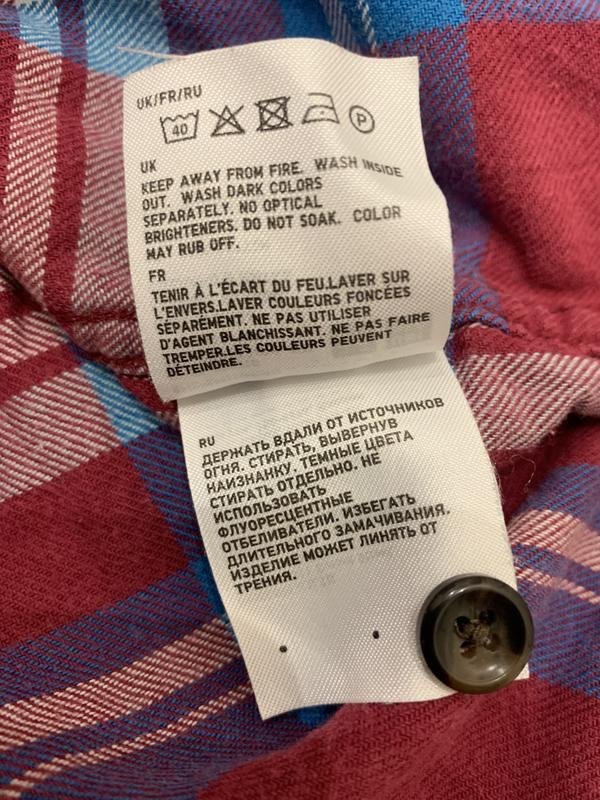 UK/FR/RU
40 P
UK
KEEP AWAY FROM FIRE. WASH INSIDE
OUT. WASH DARK COLORS
SEPARATELY. NO OPTICAL
BRIGHTENERS. DO NOT SOAK. COLOR
MAY RUB OFF.
FR
TENIR À L'ÉCART DU FEU.LAVER SUR
L'ENVERS.LAVER COULEURS FONCÉES
SÉPARÉMENT. NE PAS UTILISER
D'AGENT BLANCHISSANT. NE PAS FAIRE
TREMPER.LES COULEURS PEUVENT
DÉTEINDRE.
RU
ДЕРЖАТЬ ВДАЛИ ОТ ИСТОЧНИКОВ
ОГНЯ. СТИРАТЬ, ВЫВЕРНУВ
НАИЗНАНКУ. ТЕМНЫЕ ЦВЕТА
СТИРАТЬ ОТДЕЛЬНО. НЕ
ИСПОЛЬЗОВАТЬ
ФЛУОРЕСЦЕНТНЫЕ
ОТБЕЛИВАТЕЛИ. ИЗБЕГАТЬ
ДЛИТЕЛЬНОГО ЗАМАЧИВАНИЯ.
ИЗДЕЛИЕ МОЖЕТ ЛИНЯТЬ ОТ
ТРЕНИЯ.